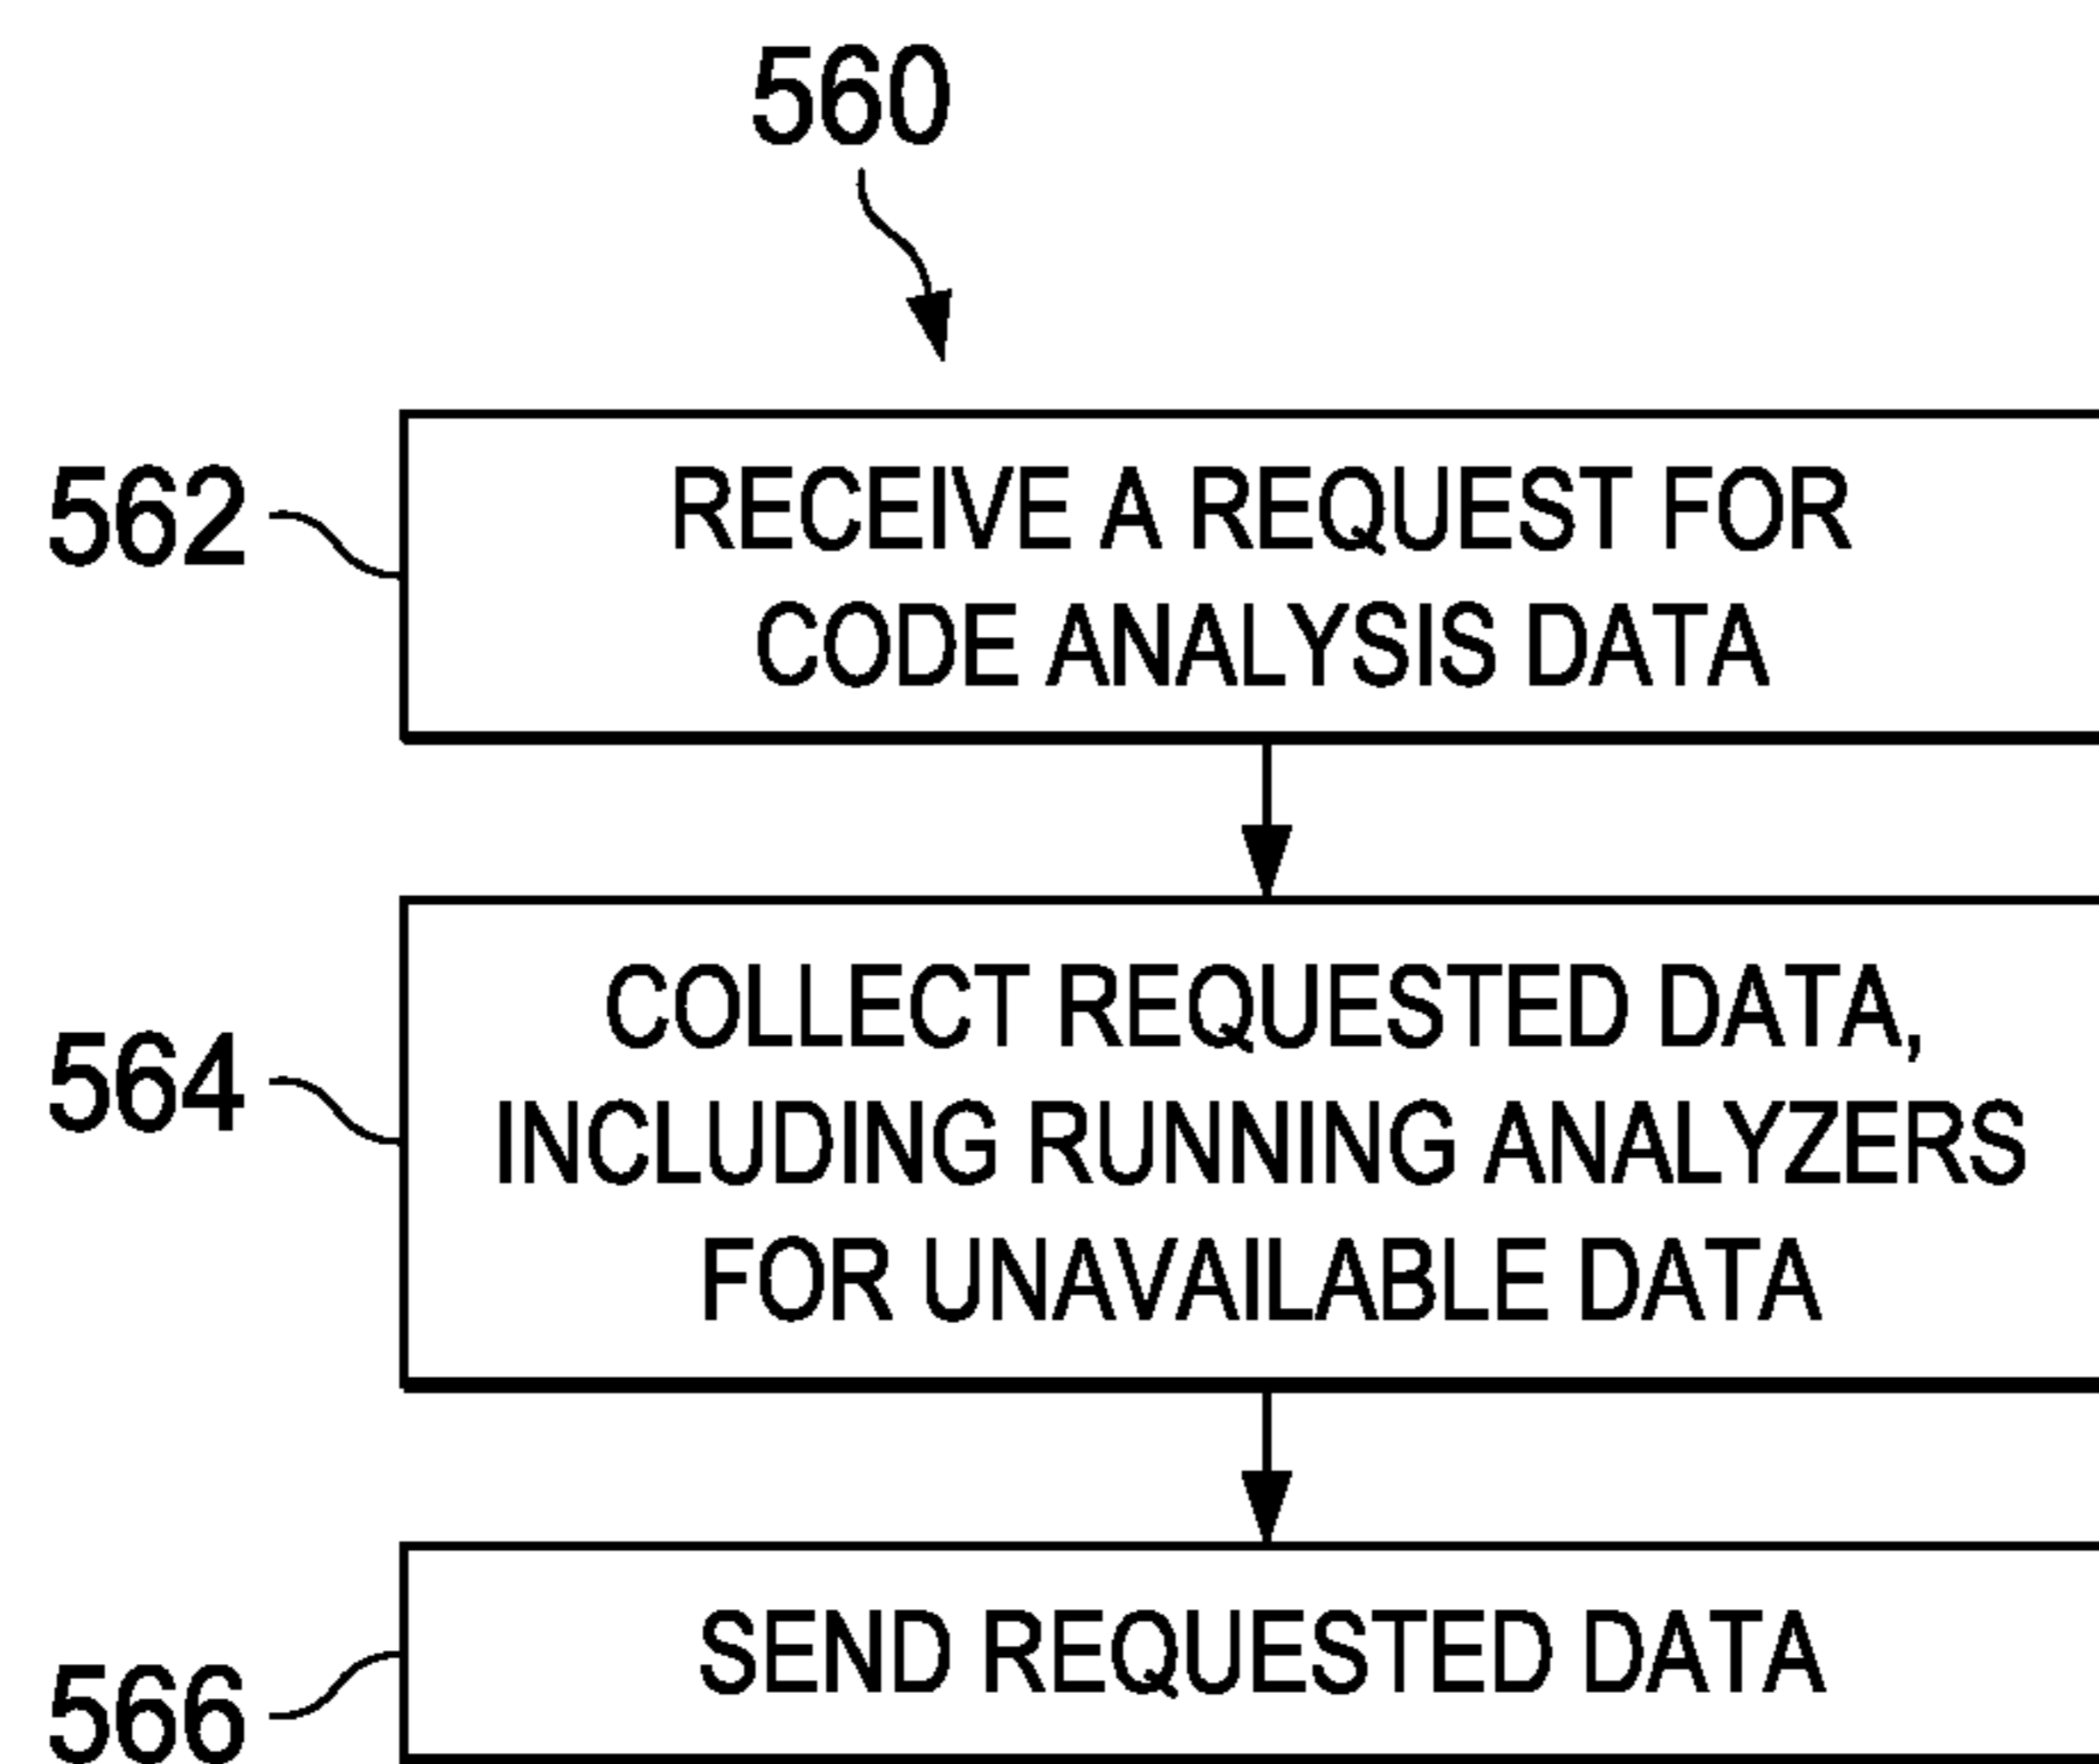 560
562
RECEIVE A REQUEST FOR
CODE ANALYSIS DATA
564
COLLECT REQUESTED DATA,
INCLUDING RUNNING ANALYZERS
FOR UNAVAILABLE DATA
566
SEND REQUESTED DATA